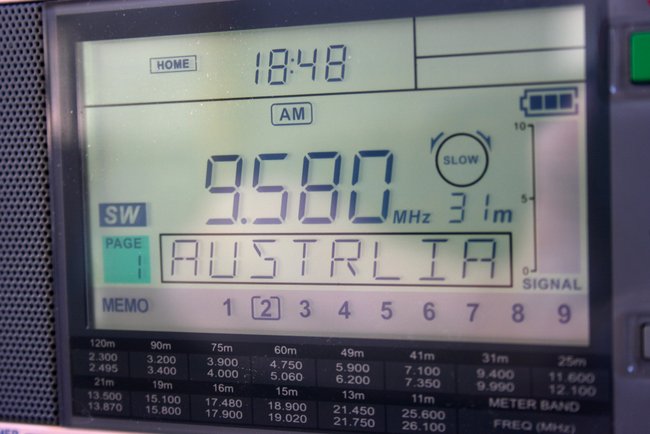 HOME 18:48
AM
10
SLOW
9.580 MHz 31m
5
SW
PAGE
1
AUSTRLIA
0
SIGNAL
MEMO 1 2 3 4 5 6 7 8 9
120m 90m 75m 60m 49m 41m 31m 25m
2.300 3.200 3.900 4.750 5.900 7.100 9.400 11.600
2.495 3.400 4.000 5.060 6.200 7.350 9.990 12.100
21m 19m 16m 15m 13m 11m METER BAND
13.500 15.100 17.480 18.900 21.450 25.600
13.870 15.800 17.900 19.020 21.750 26.100 FREQ (MHz)